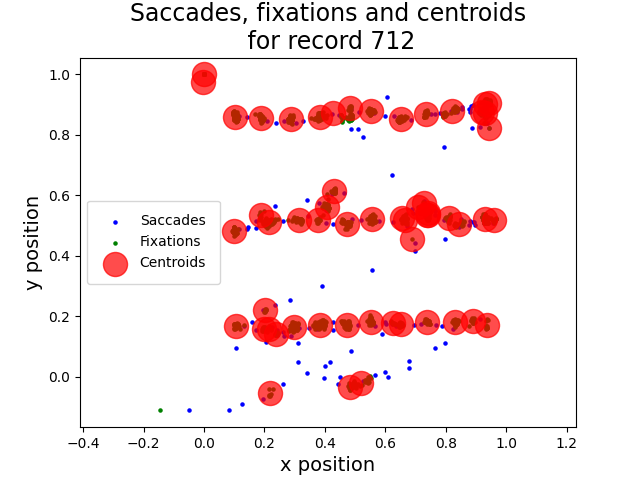 Saccades, fixations and centroids
for record 712
1.0
0.8
0.6
0.4
0.2
0.0
y position
Saccades
Fixations
Centroids
−0.4
−0.2
0.0
0.2
0.4
0.6
0.8
1.0
1.2
x position